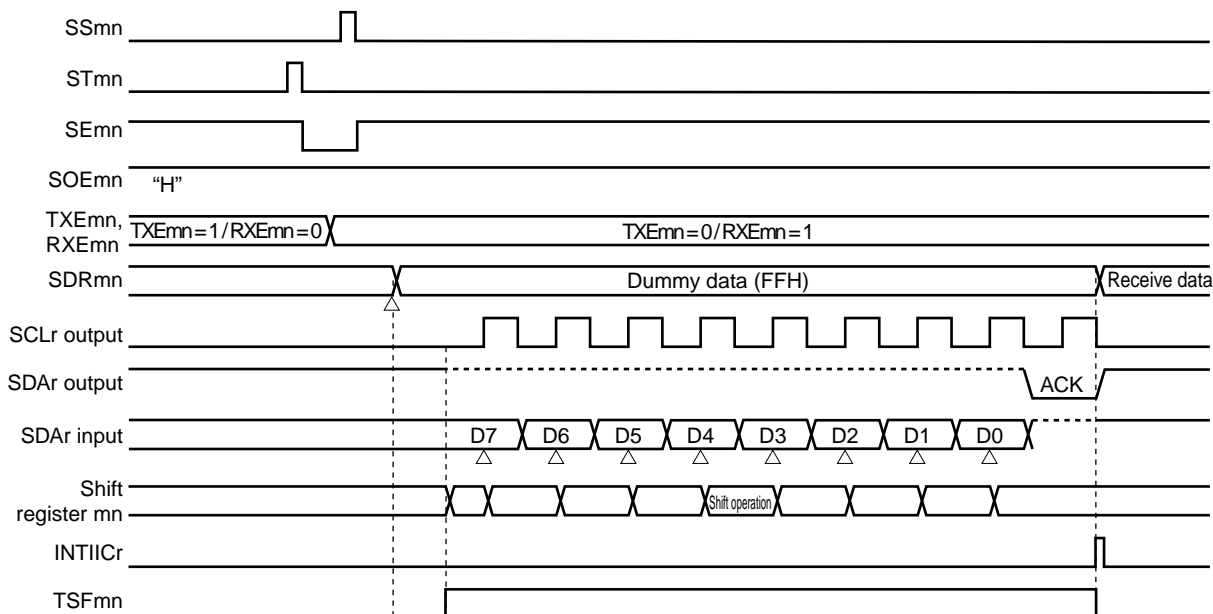 SSmn
STmn
SEmn
SOEmn “H”
TXEmn,
RXEmn
TXEmn=1/RXEmn=0 TXEmn=0/RXEmn=1
SDRmn Dummy data (FFH) Receive data
SCLr output
SDAr output ACK
SDAr input D7 D6 D5 D4 D3 D2 D1 D0
Shift
register mn
Shift operation
INTIICr
TSFmn